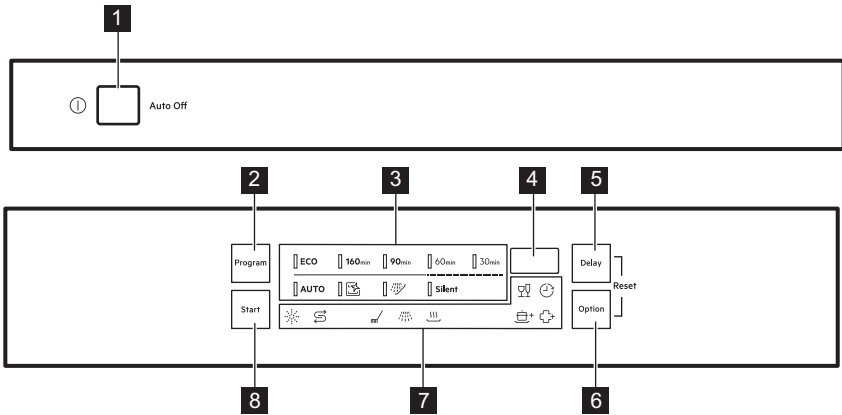 1
Auto Off
2 3 4 5
Program ECO 160min 90min 60min 30min Delay
Reset
AUTO Silent
Start Option
8 7 6